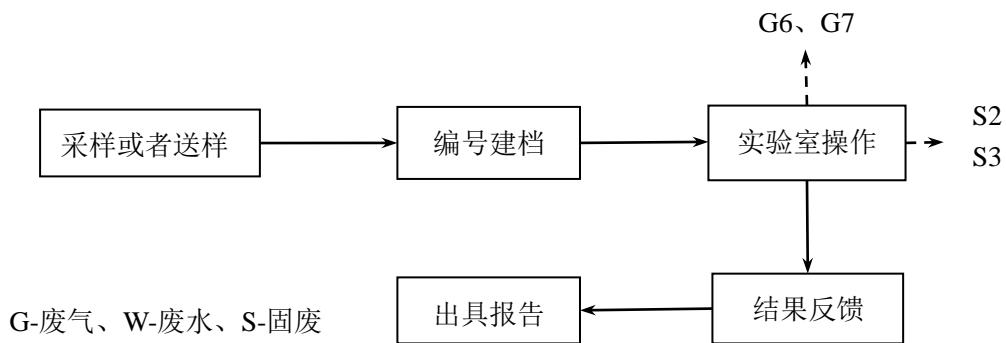 G6、G7
采样或者送样
编号建档
实验室操作
S2
S3
结果反馈
出具报告
G-废气、W-废水、S-固废